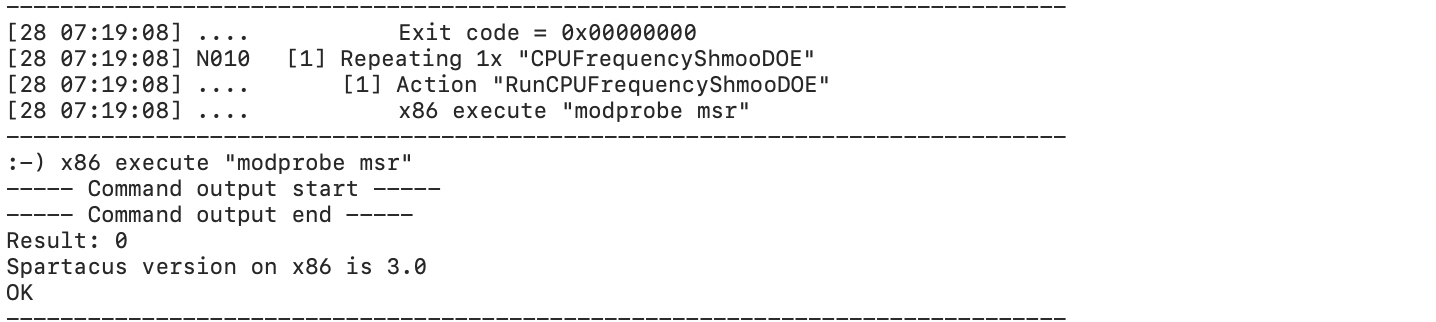 ------------------------------------------------------------------------------
[28 07:19:08] ....           Exit code = 0x00000000
[28 07:19:08] N010   [1] Repeating 1x "CPUFrequencyShmooDOE"
[28 07:19:08] ....       [1] Action "RunCPUFrequencyShmooDOE"
[28 07:19:08] ....           x86 execute "modprobe msr"
------------------------------------------------------------------------------
:-) x86 execute "modprobe msr"
----- Command output start -----
----- Command output end -----
Result: 0
Spartacus version on x86 is 3.0
OK
------------------------------------------------------------------------------